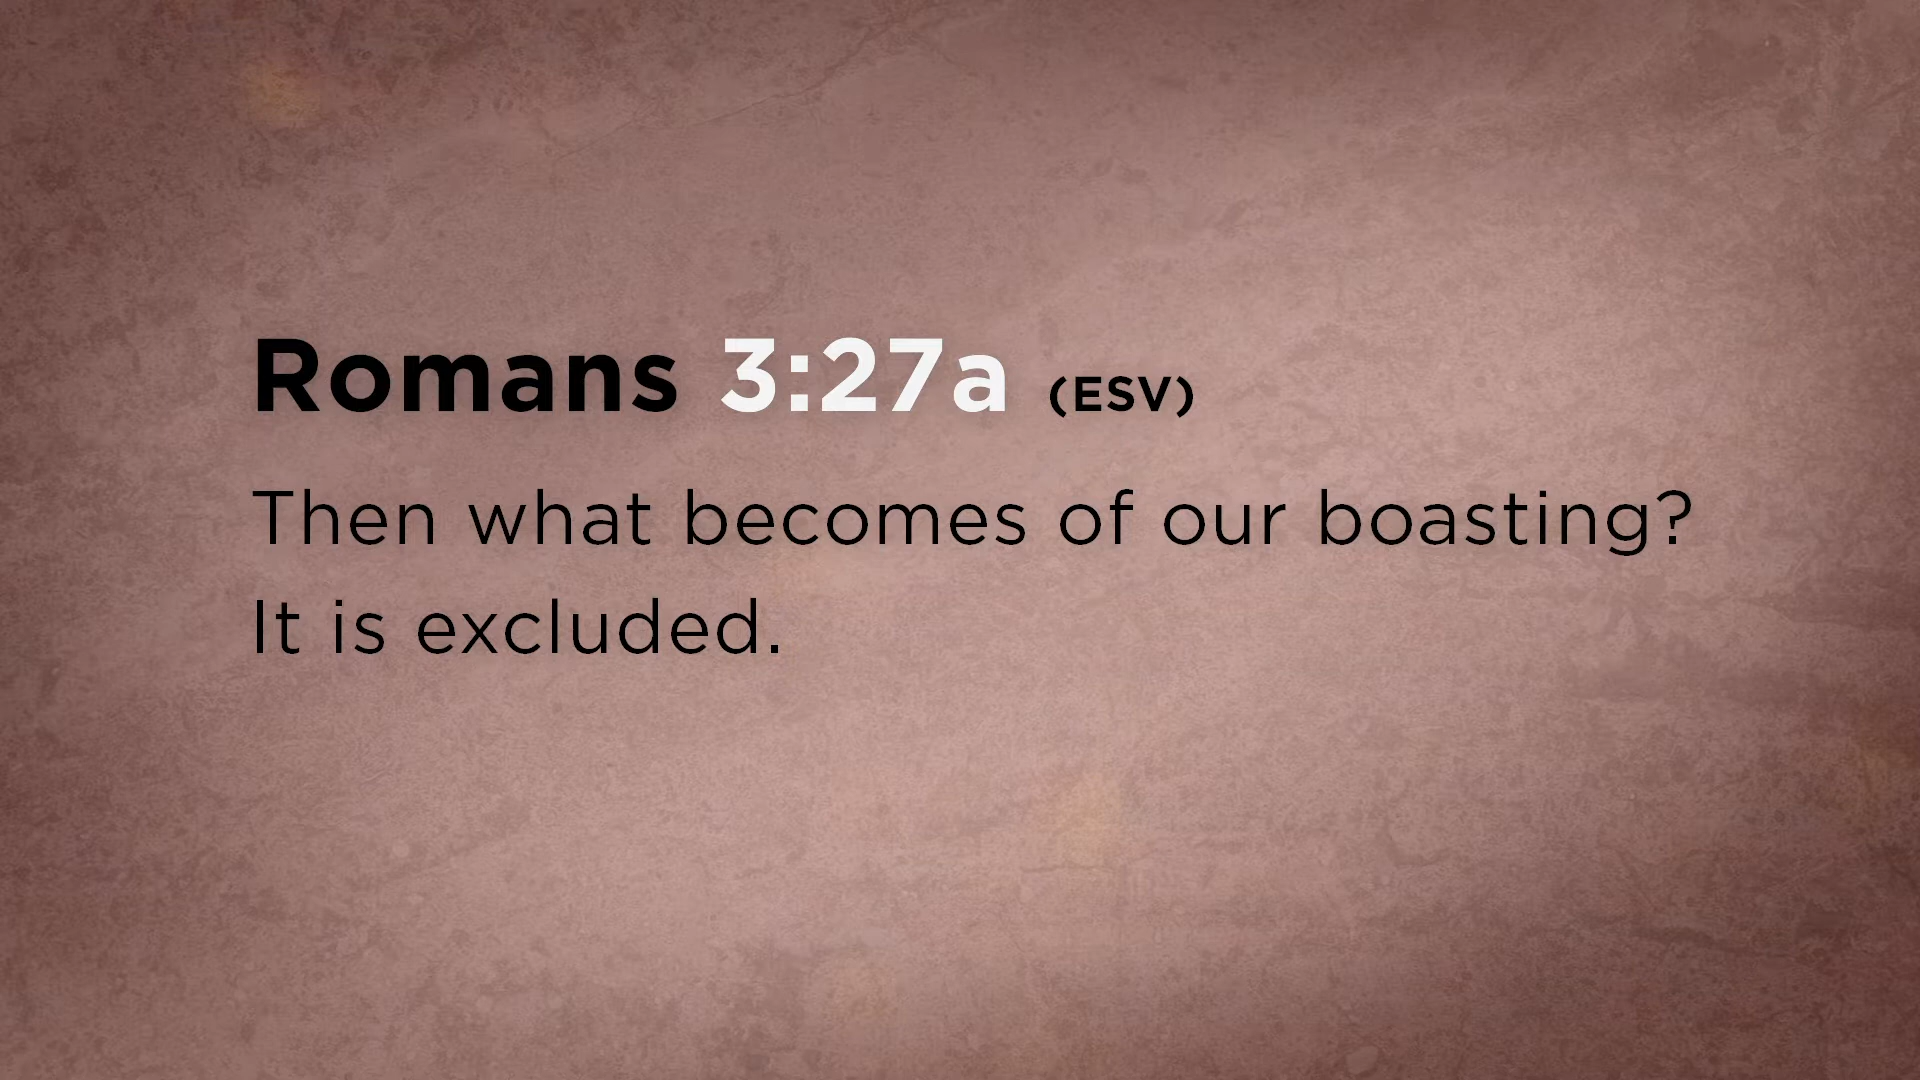 Romans 3:27a (ESV)
Then what becomes of our boasting?
It is excluded.